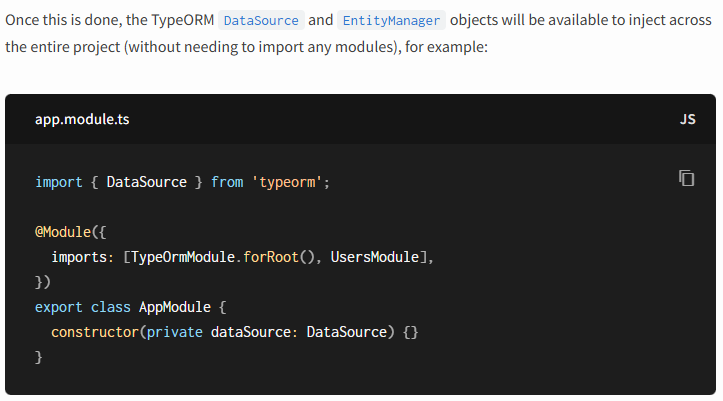 Once this is done, the TypeORM DataSource and EntityManager objects will be available to inject across
the entire project (without needing to import any modules), for example:
app.module.ts
JS
import { DataSource } from 'typeorm';
@Module({
  imports: [TypeOrmModule.forRoot(), UsersModule],
})
export class AppModule {
  constructor(private dataSource: DataSource) {}
}